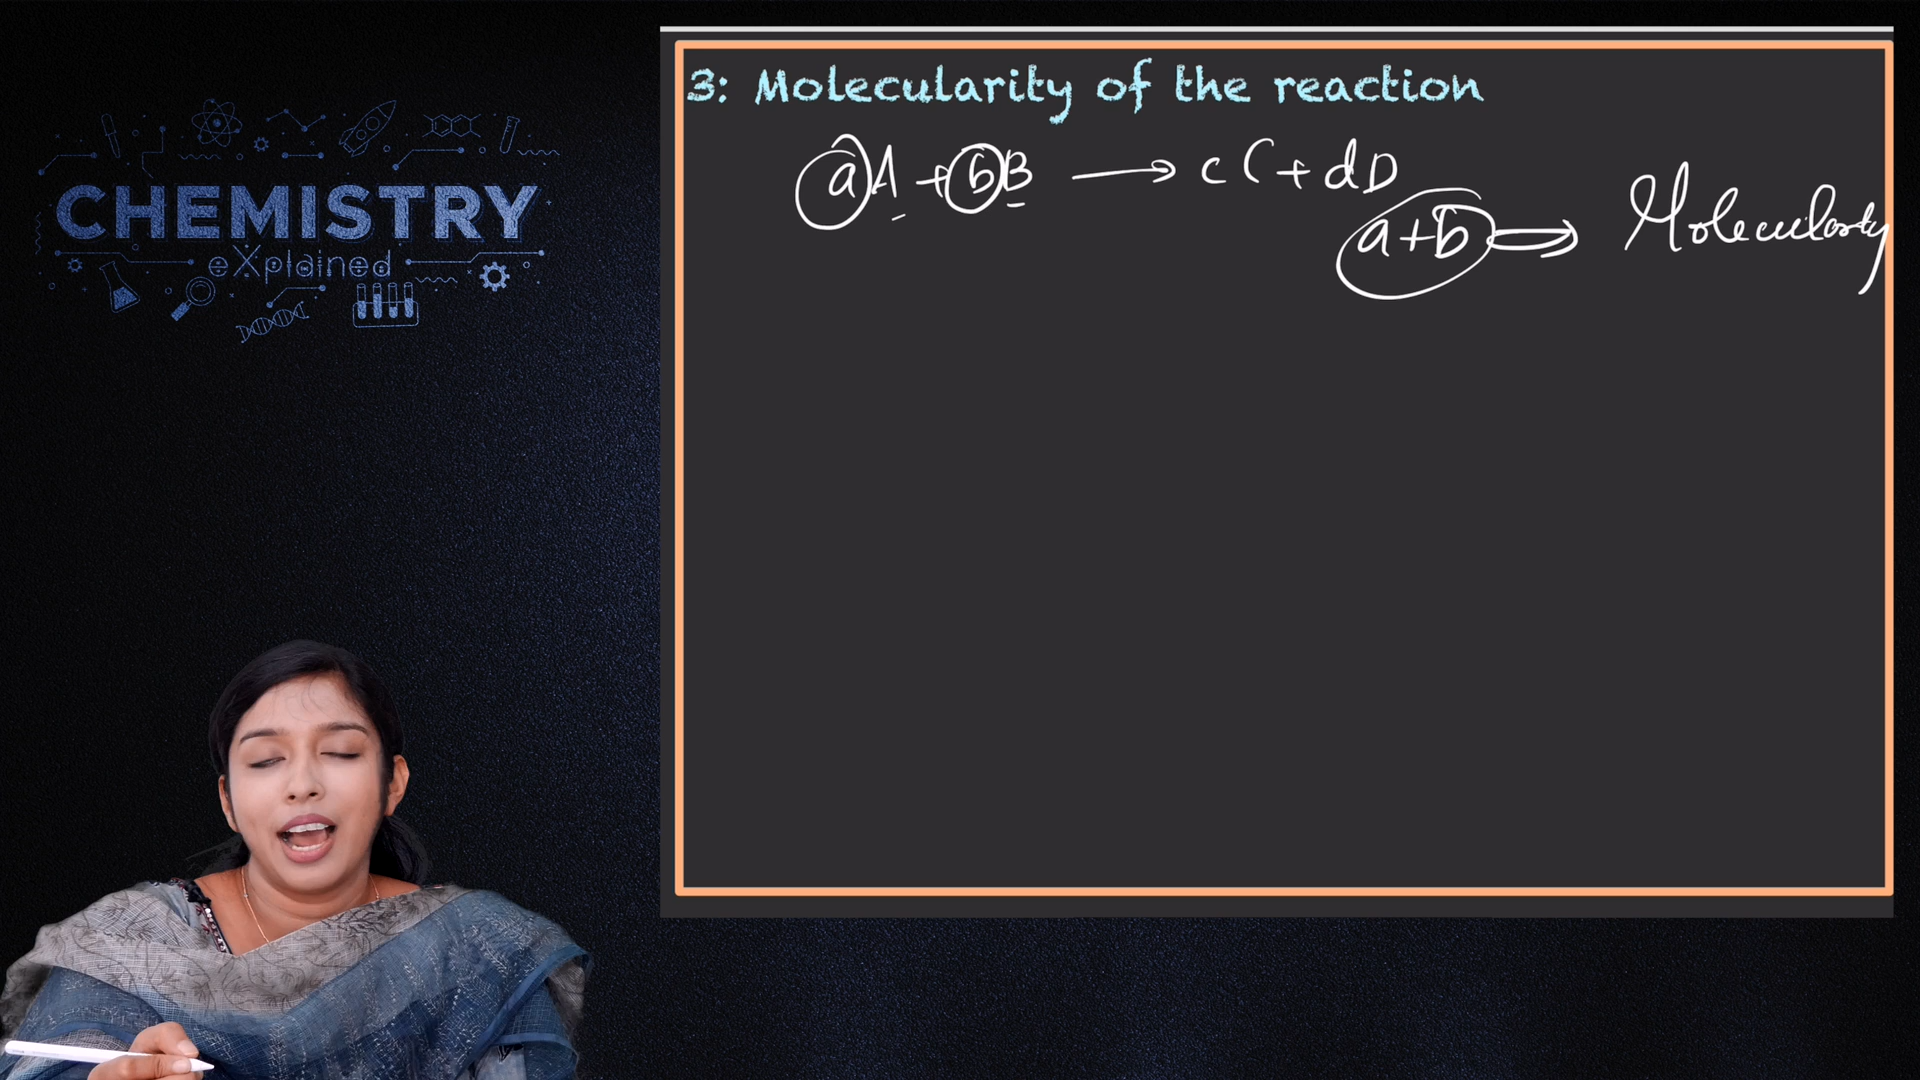 CHEMISTRY
eXplained
3: Molecularity of the reaction
aA + bB → cC + dD
a+b ⇒ Molecularity